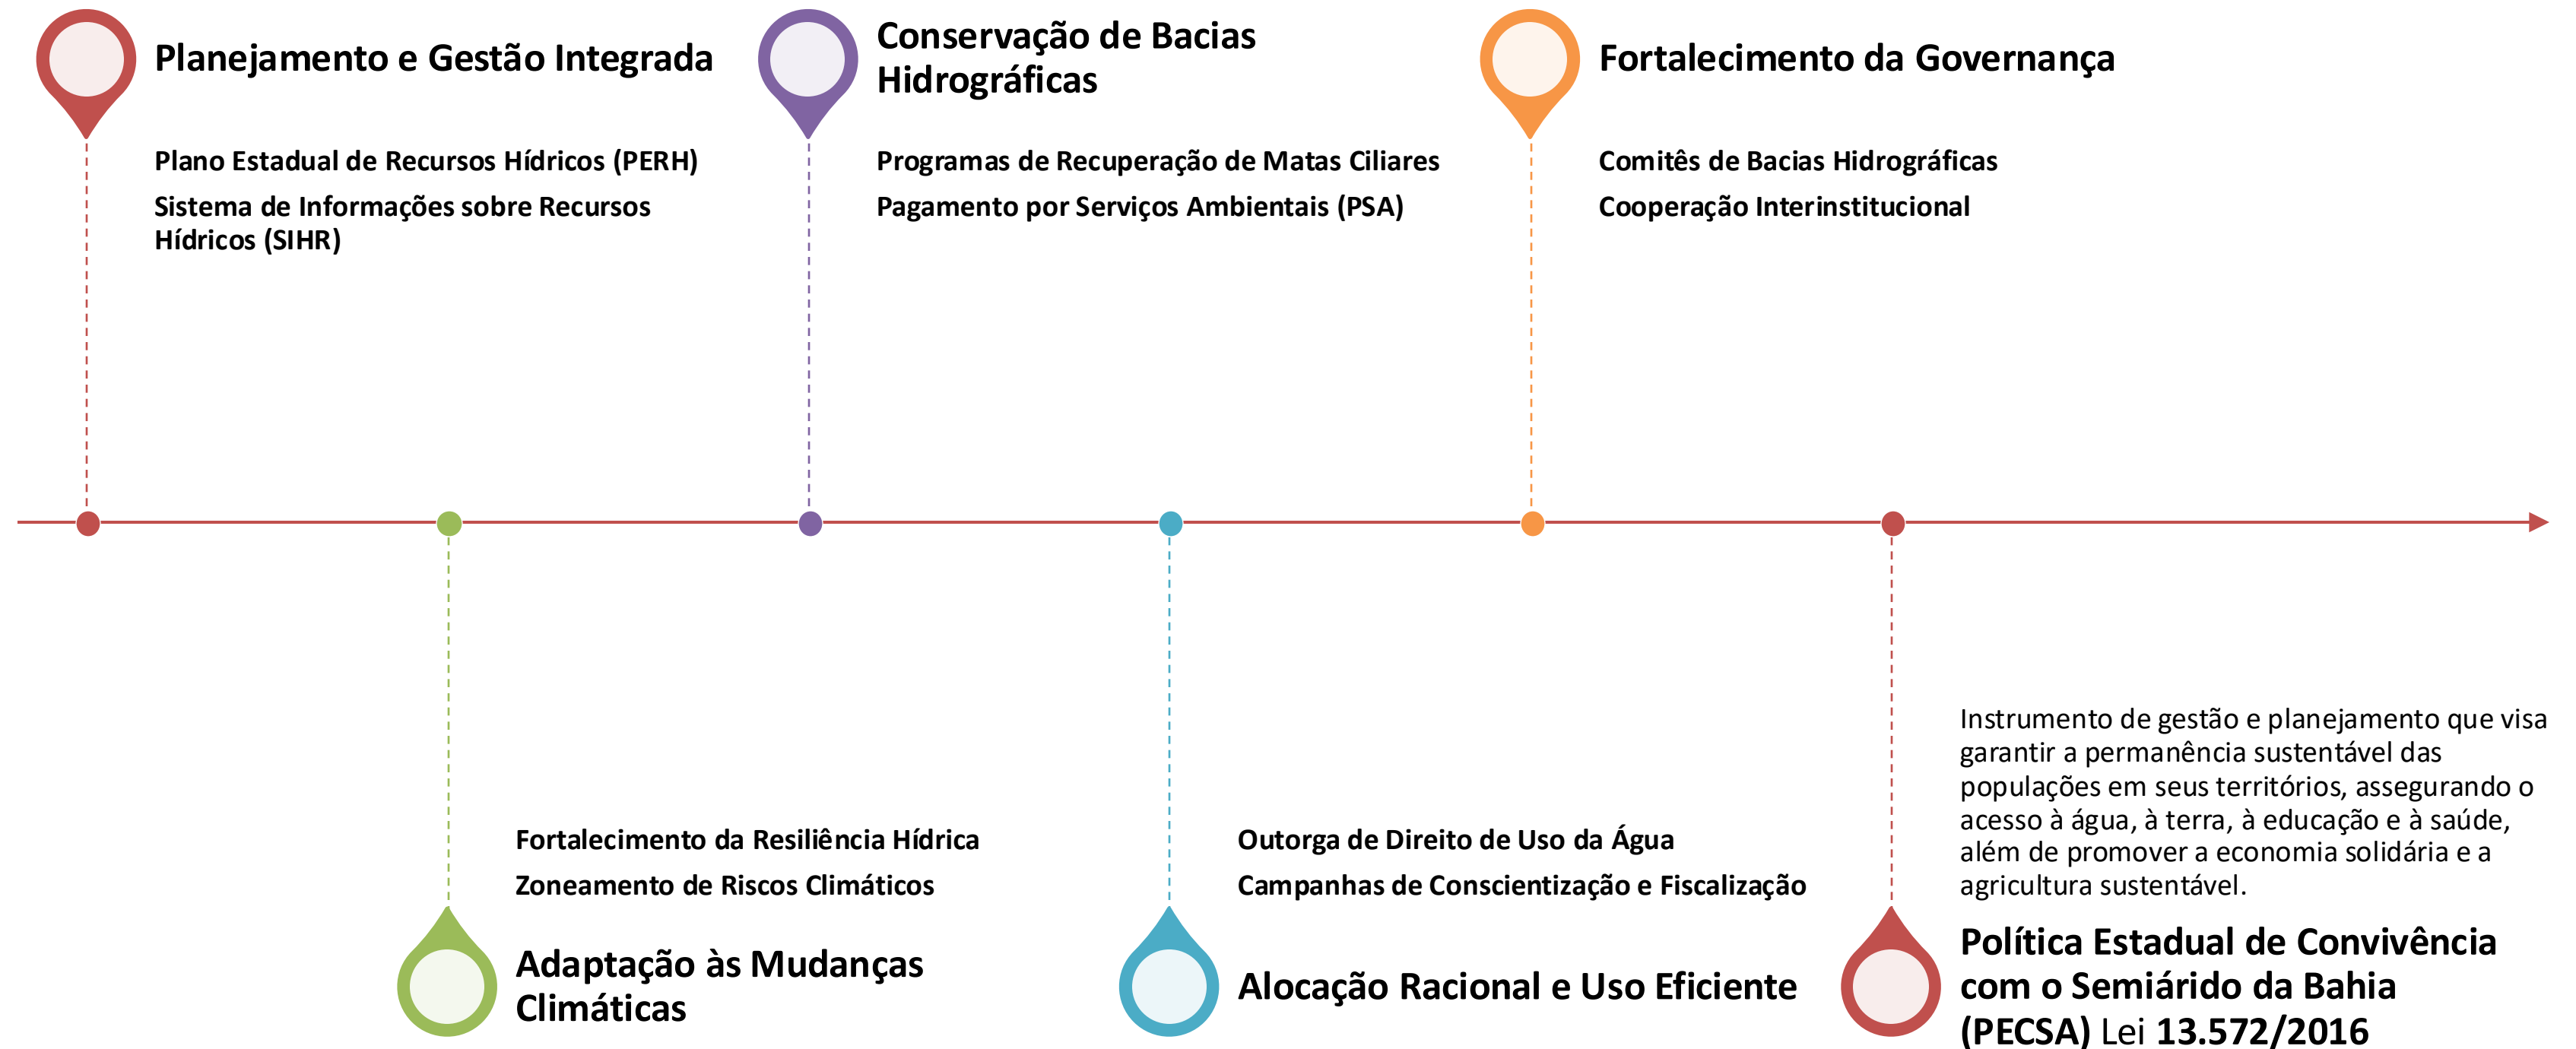 Planejamento e Gestão Integrada
Plano Estadual de Recursos Hídricos (PERH)
Sistema de Informações sobre Recursos
Hídricos (SIHR)
Conservação de Bacias
Hidrográficas
Programas de Recuperação de Matas Ciliares
Pagamento por Serviços Ambientais (PSA)
Fortalecimento da Governança
Comitês de Bacias Hidrográficas
Cooperação Interinstitucional
Fortalecimento da Resiliência Hídrica
Zoneamento de Riscos Climáticos
Adaptação às Mudanças
Climáticas
Outorga de Direito de Uso da Água
Campanhas de Conscientização e Fiscalização
Alocação Racional e Uso Eficiente
Instrumento de gestão e planejamento que visa
garantir a permanência sustentável das
populações em seus territórios, assegurando o
acesso à água, à terra, à educação e à saúde,
além de promover a economia solidária e a
agricultura sustentável.
Política Estadual de Convivência
com o Semiárido da Bahia
(PECSA) Lei 13.572/2016